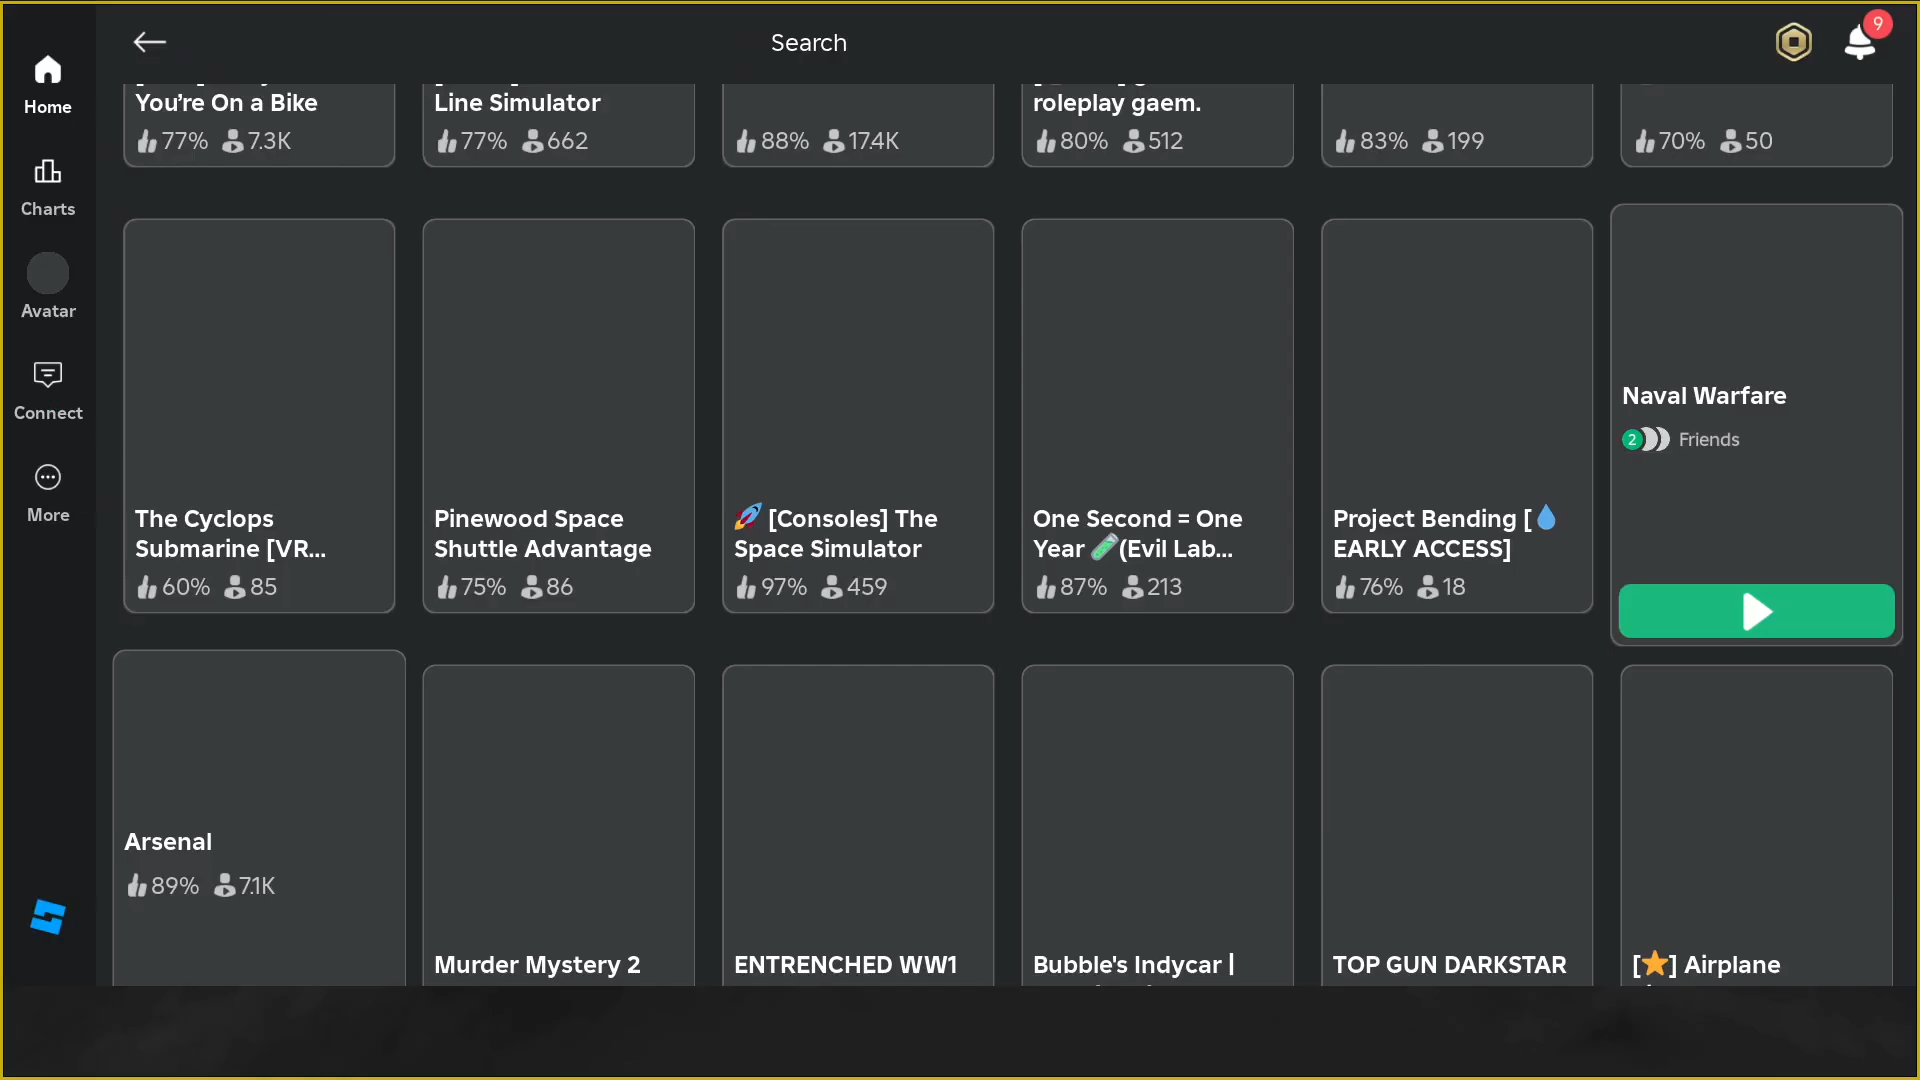 Search
9
Home
Charts
Avatar
Connect
More
You're On a Bike
77% 7.3K
Line Simulator
77% 662
88% 17.4K
roleplay gaem.
80% 512
83% 199
70% 50
The Cyclops
Submarine [VR...
60% 85
Pinewood Space
Shuttle Advantage
75% 86
🚀 [Consoles] The
Space Simulator
97% 459
One Second = One
Year 🧪(Evil Lab...
87% 213
Project Bending [💧
EARLY ACCESS]
76% 18
Naval Warfare
2 Friends
Arsenal
89% 7.1K
Murder Mystery 2
ENTRENCHED WW1
Bubble's Indycar |
TOP GUN DARKSTAR
[⭐] Airplane